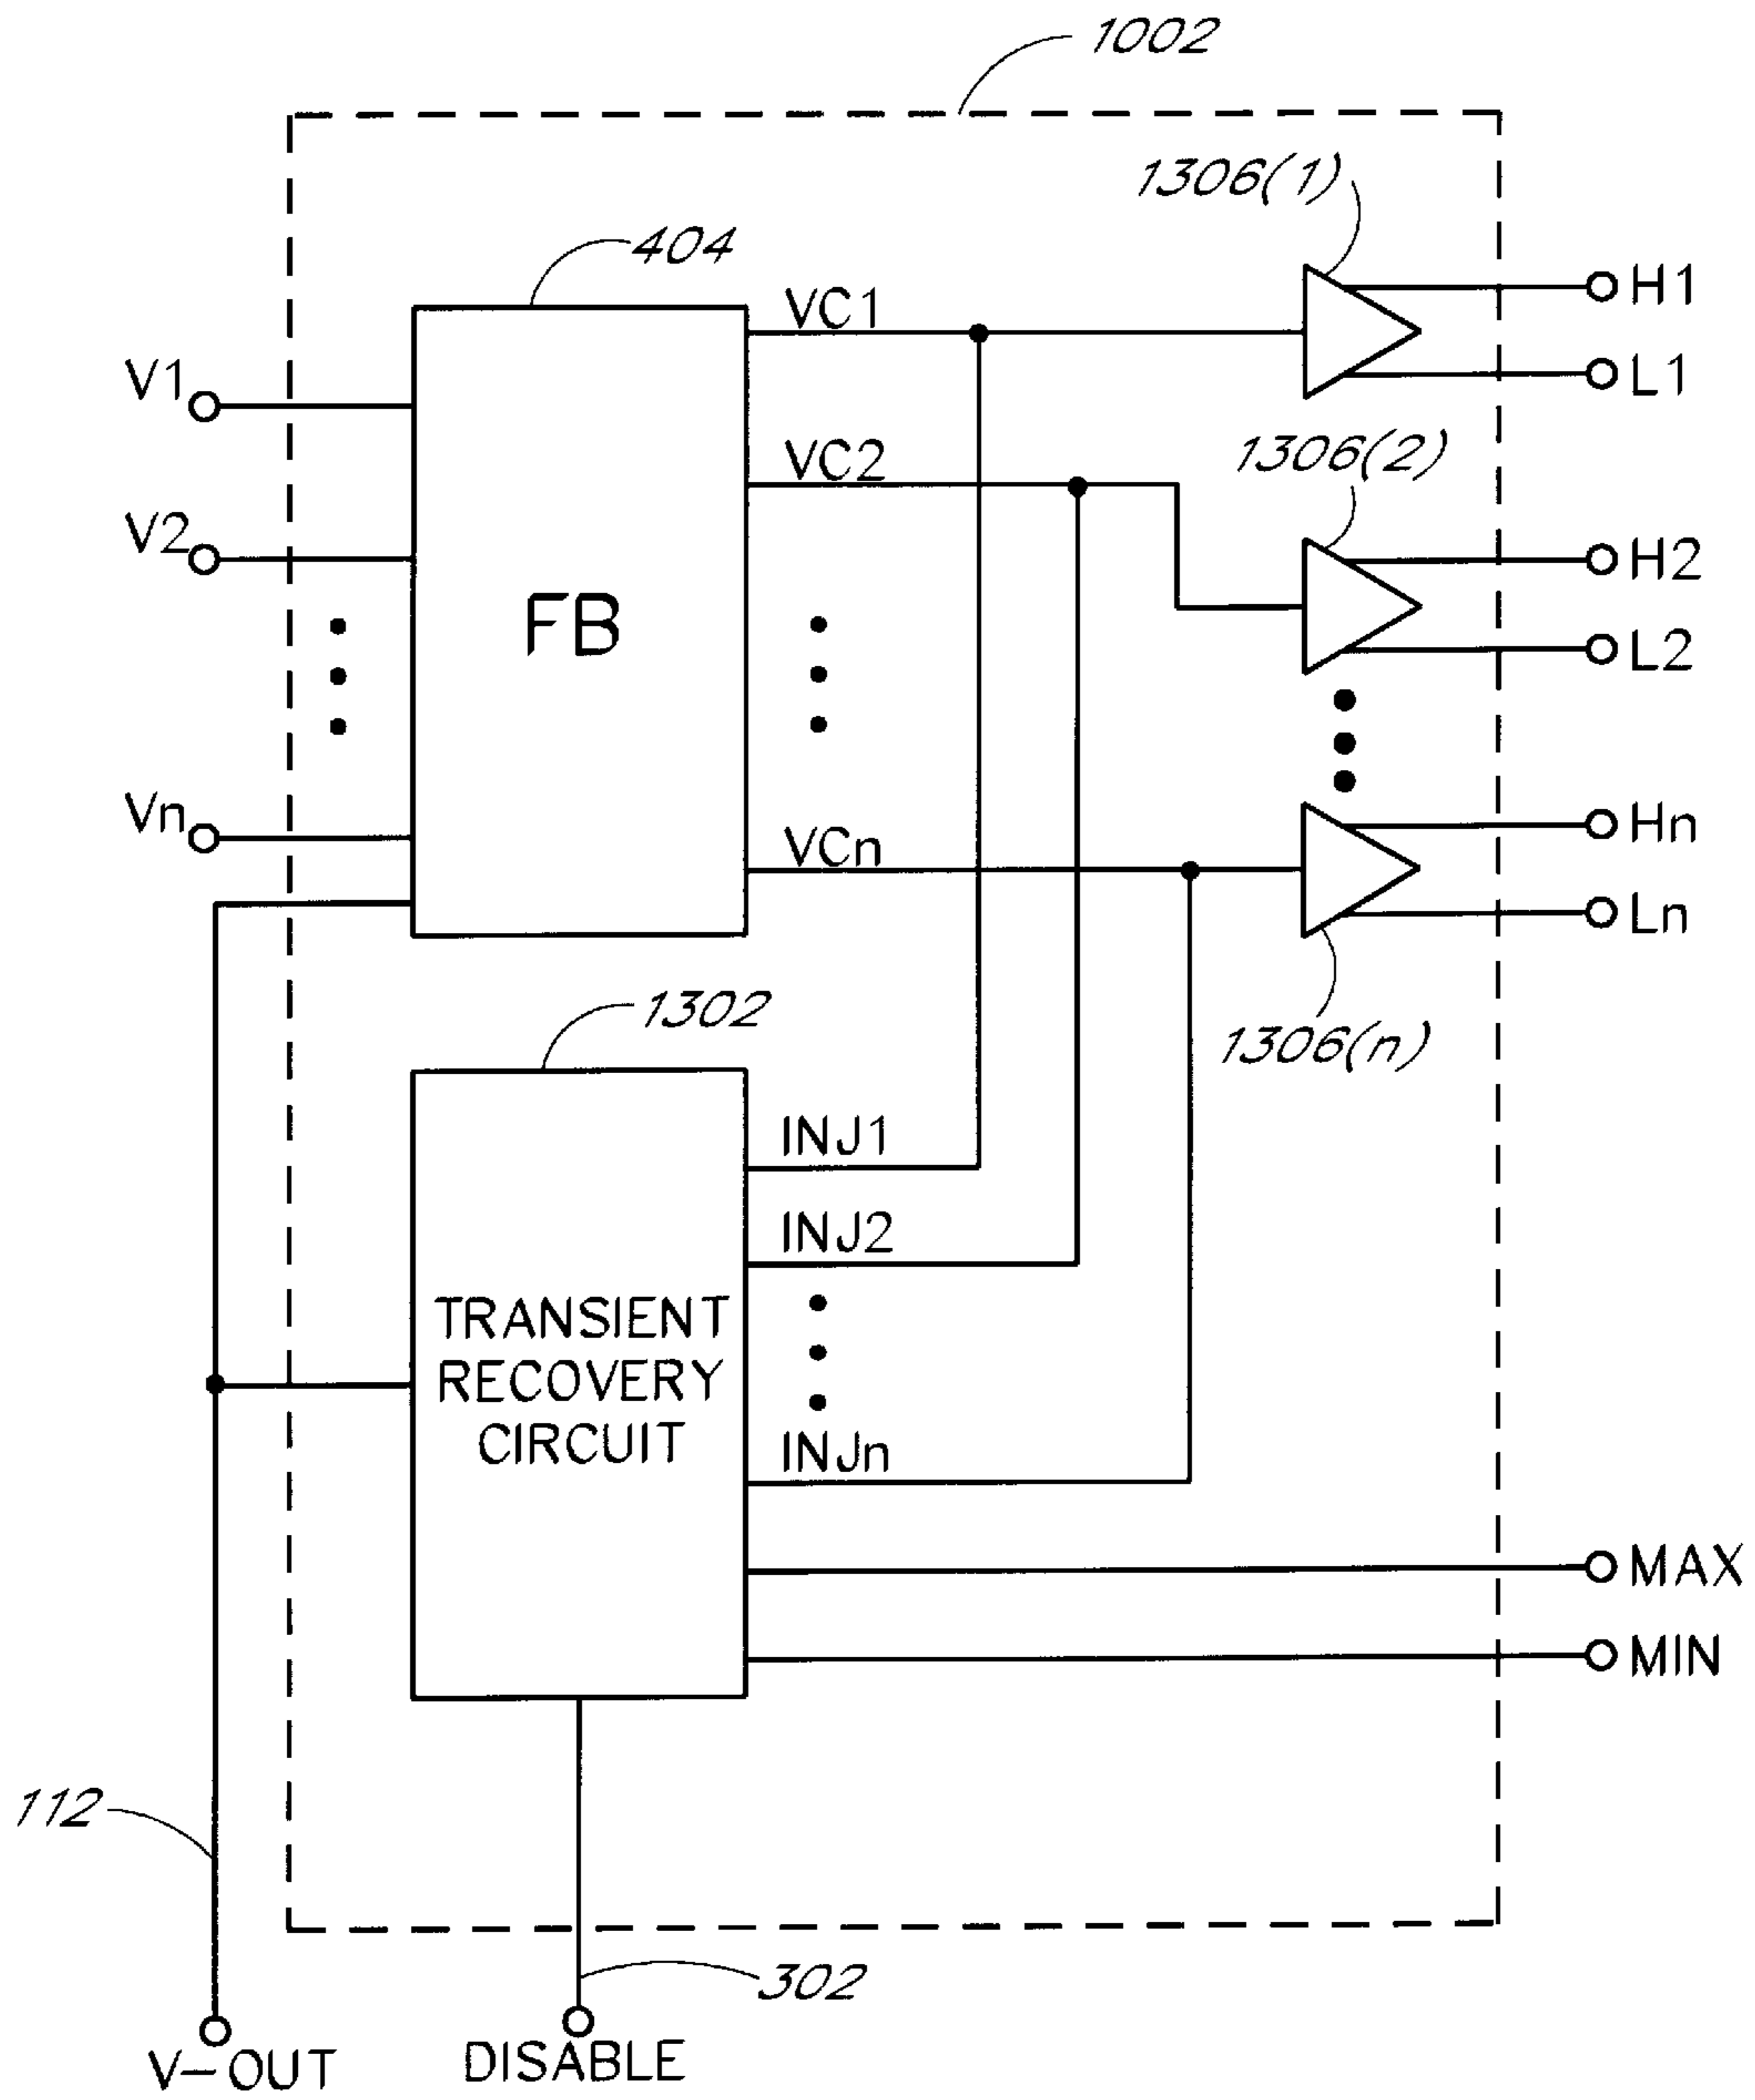 1002
1306(1)
404
H1
VC1
V1
L1
1306(2)
VC2
V2
H2
FB
L2
Vn
Hn
VCn
Ln
1302
1306(n)
INJ1
INJ2
TRANSIENT
RECOVERY
CIRCUIT
INJn
MAX
MIN
112
302
V-OUT
DISABLE